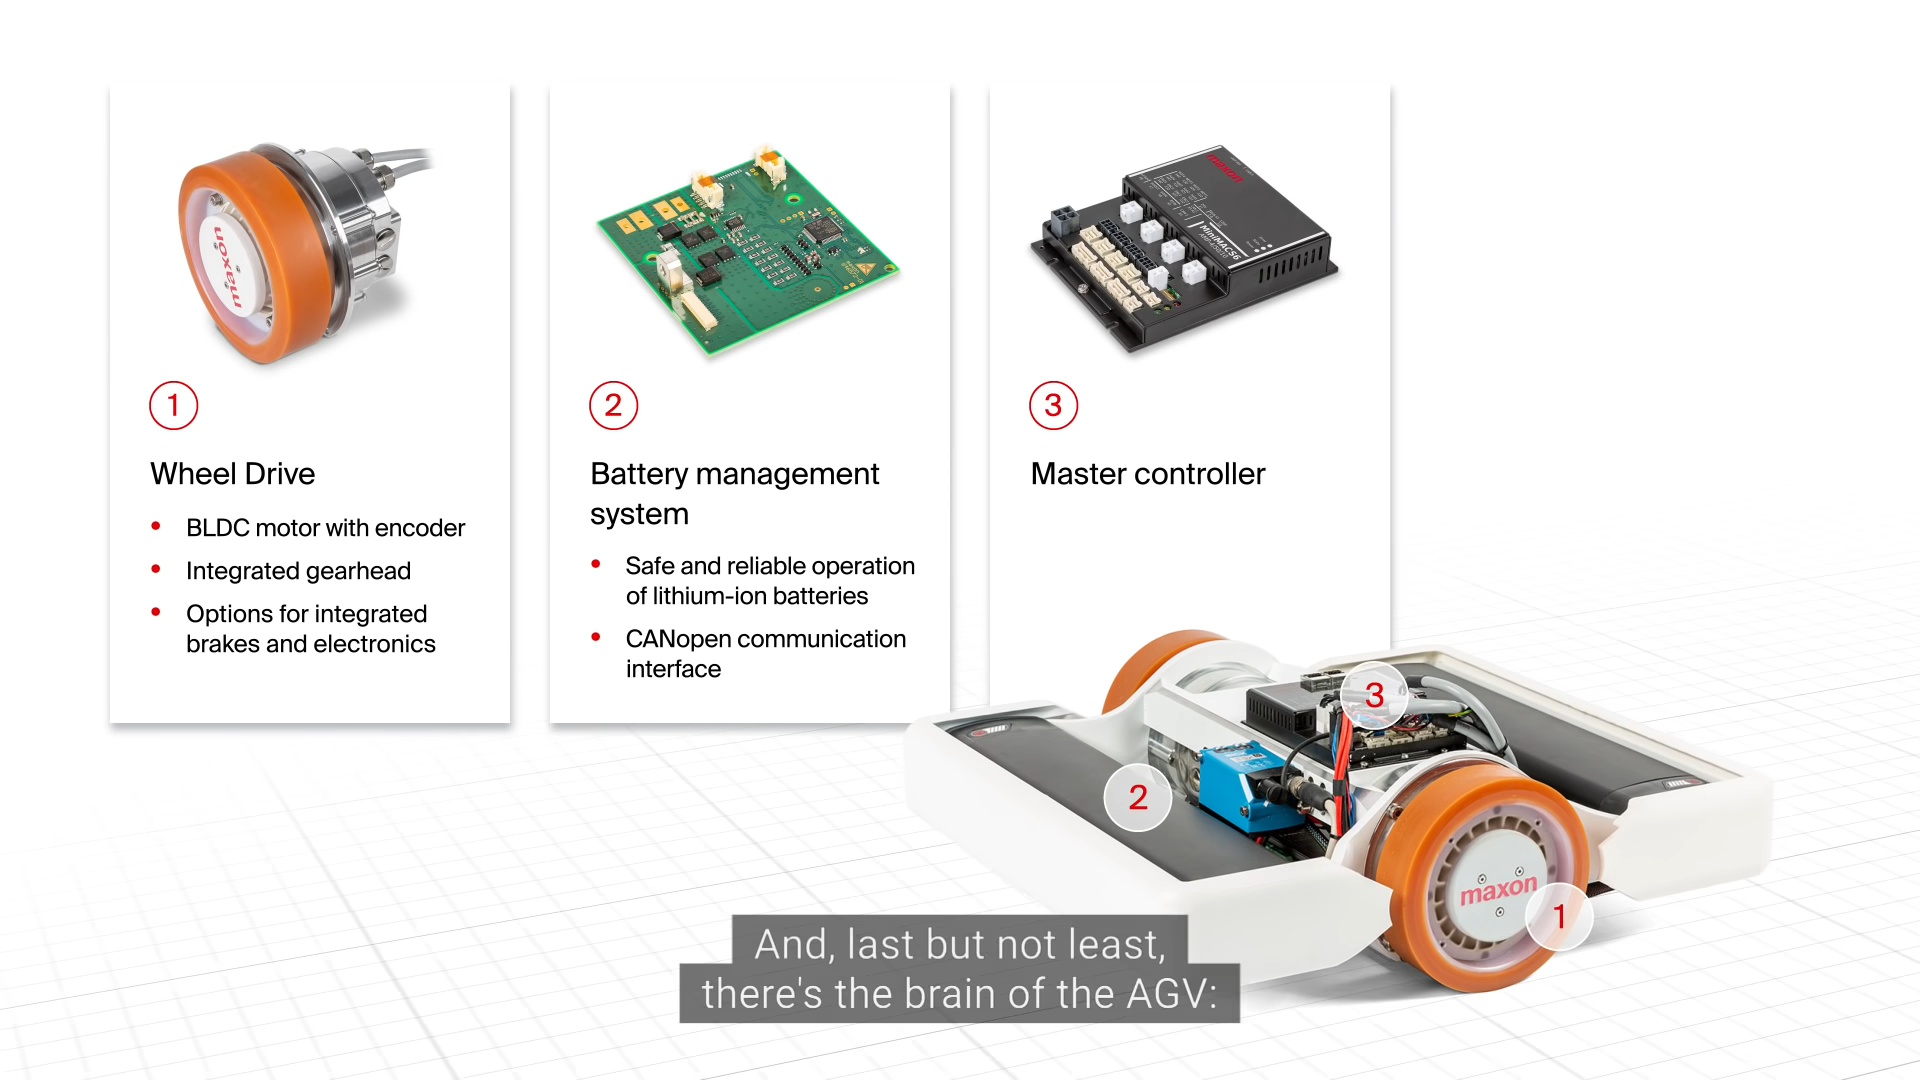 maxon
maxon
MiniMACS6
1
2
3
Wheel Drive
Battery management
system
Master controller
• BLDC motor with encoder
• Integrated gearhead
• Options for integrated
brakes and electronics
• Safe and reliable operation
of lithium-ion batteries
• CANopen communication
interface
3
2
maxon
1
And, last but not least,
there's the brain of the AGV: